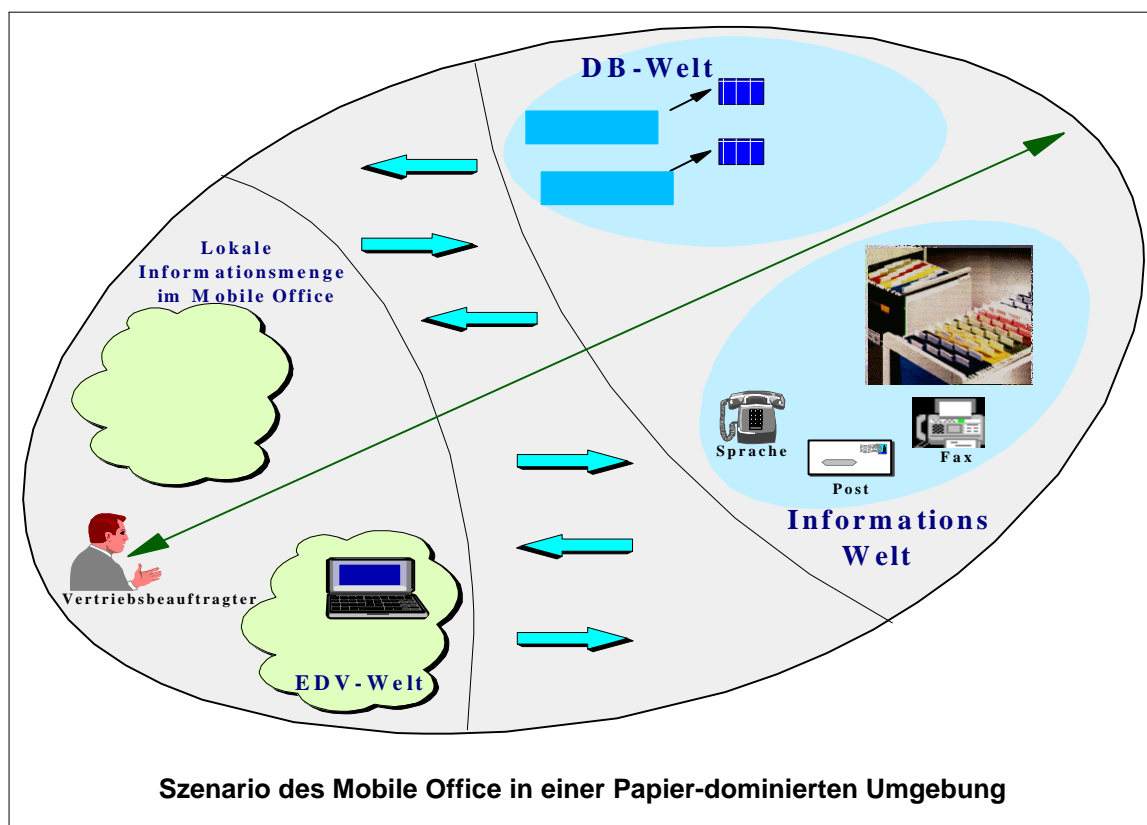 DB-Welt
Lokale
Informationsmenge
im Mobile Office
Sprache
Fax
Post
Informations
Welt
Vertriebsbeauftragter
EDV-Welt
Szenario des Mobile Office in einer Papier-dominierten Umgebung